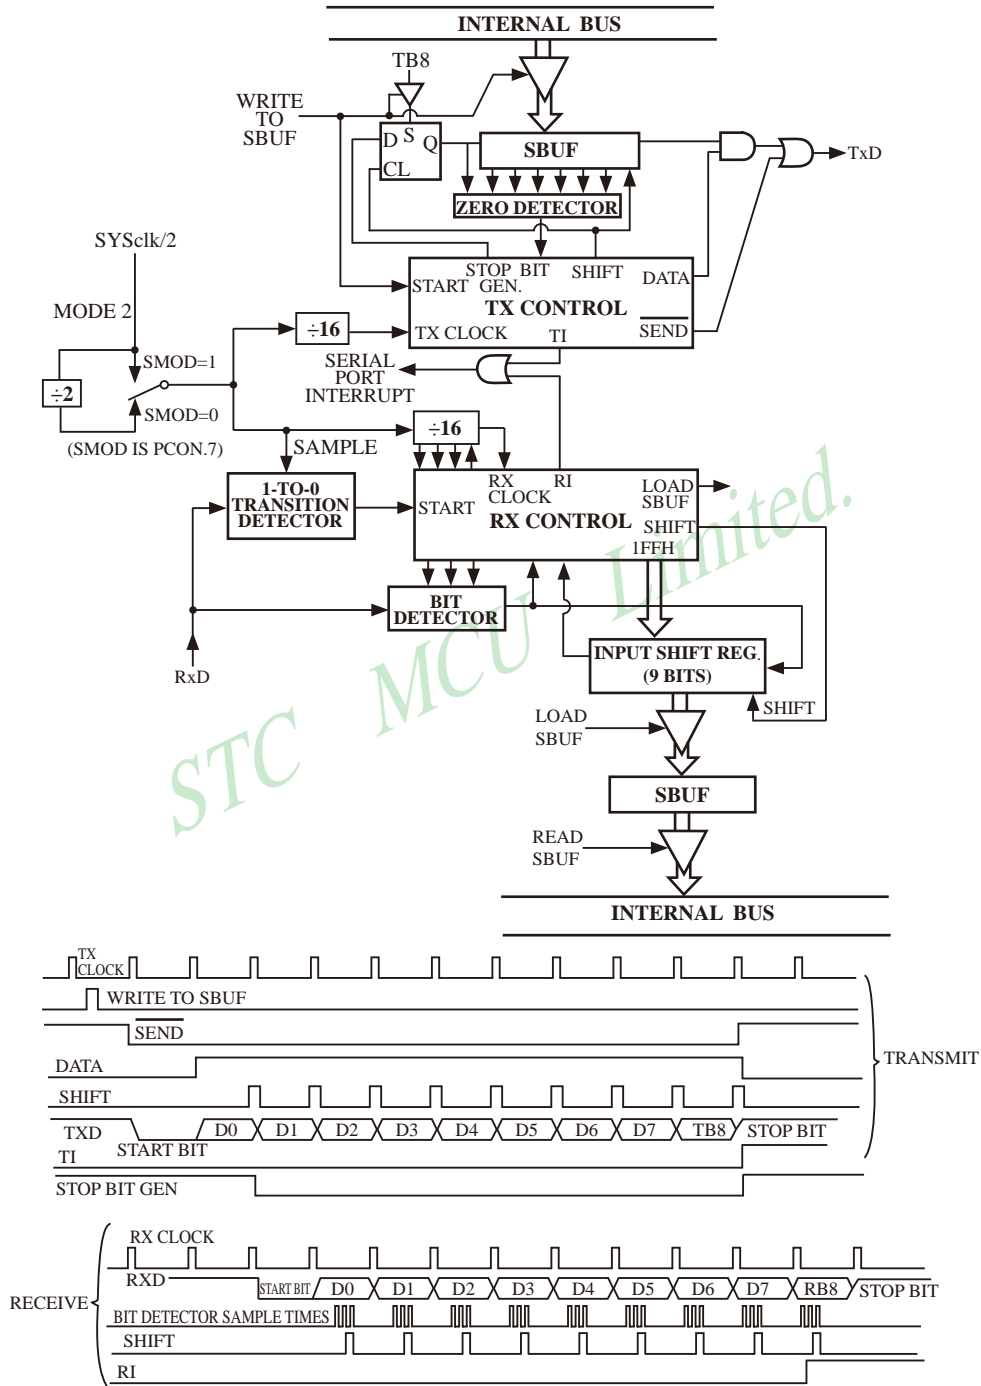 INTERNAL BUS
TB8
WRITE
TO
SBUF
D S Q
CL
SBUF
TxD
ZERO DETECTOR
SYSclk/2
STOP BIT SHIFT
GEN.
START
DATA
TX CONTROL
MODE 2
÷16
TX CLOCK
TI
SEND
SERIAL
PORT
INTERRUPT
SMOD=1
÷2
SMOD=0
(SMOD IS PCON.7)
SAMPLE
÷16
1-TO-0
TRANSITION
DETECTOR
START
RX
CLOCK
RI
LOAD
SBUF
RX CONTROL
SHIFT
1FFH
BIT
DETECTOR
RxD
INPUT SHIFT REG.
(9 BITS)
SHIFT
LOAD
SBUF
SBUF
READ
SBUF
INTERNAL BUS
STC MCU Limited.
TX
CLOCK
WRITE TO SBUF
SEND
DATA
TRANSMIT
SHIFT
TXD
START BIT
D0 D1 D2 D3 D4 D5 D6 D7 TB8
STOP BIT
TI
STOP BIT GEN
RX CLOCK
RXD
START BIT D0 D1 D2 D3 D4 D5 D6 D7 RB8
STOP BIT
RECEIVE
BIT DETECTOR SAMPLE TIMES
SHIFT
RI